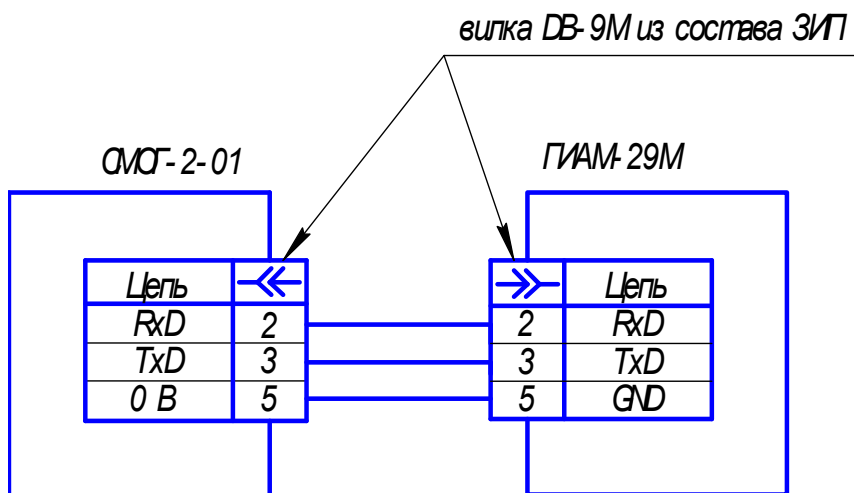 вилка DB-9M из состава ЗИП
СМОГ-2-01
ПИАМ-29М
Цепь
Цепь
RxD 2
2 RxD
TxD 3
3 TxD
0 В 5
5 GND